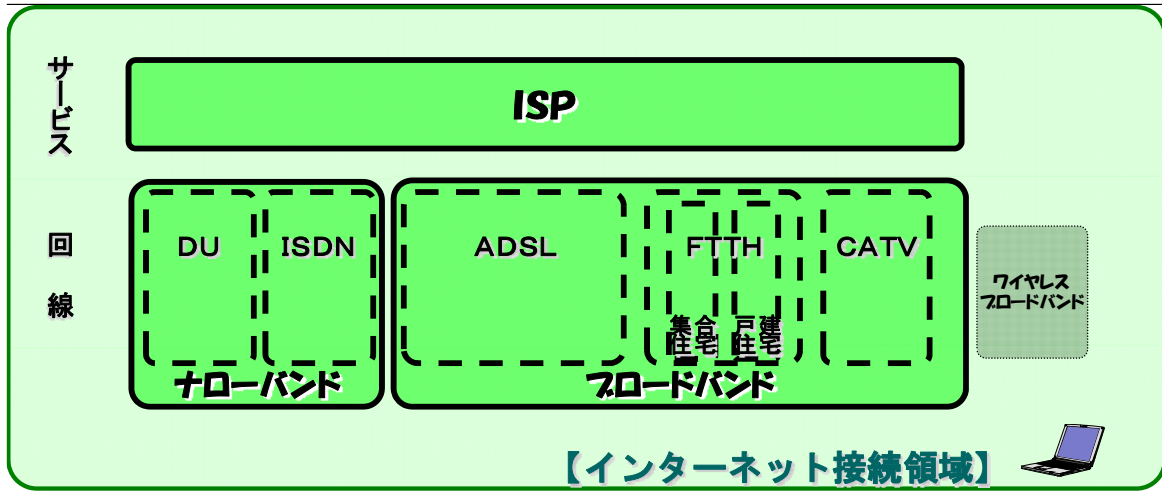 サービス
ISP
回線
DU
ISDN
ADSL
FTTH
CATV
集合
住宅
戸建
住宅
ワイヤレス
ブロードバンド
ナローバンド
ブロードバンド
【インターネット接続領域】